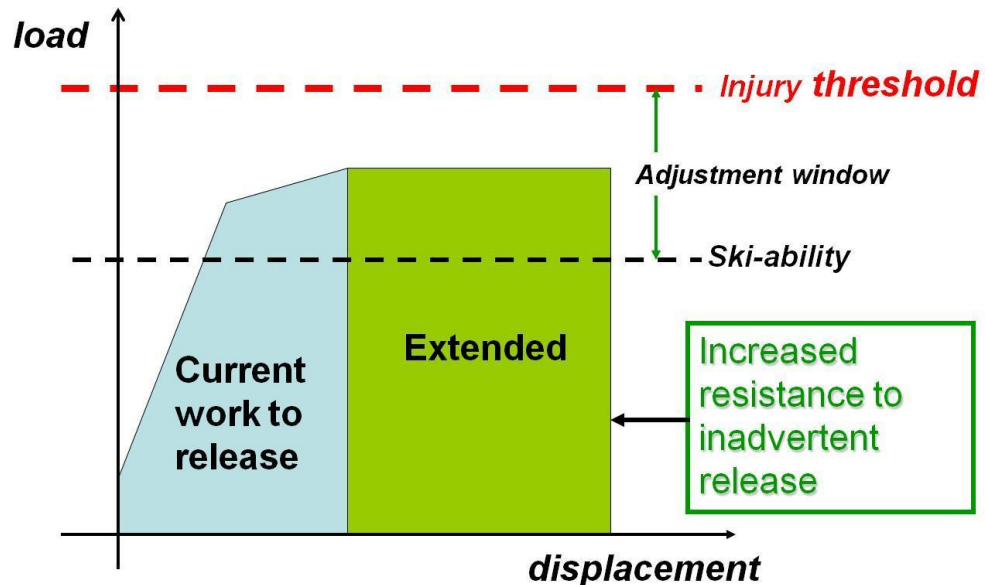 load
Injury threshold
Adjustment window
Ski-ability
Extended
Current
work to
release
Increased
resistance to
inadvertent
release
displacement